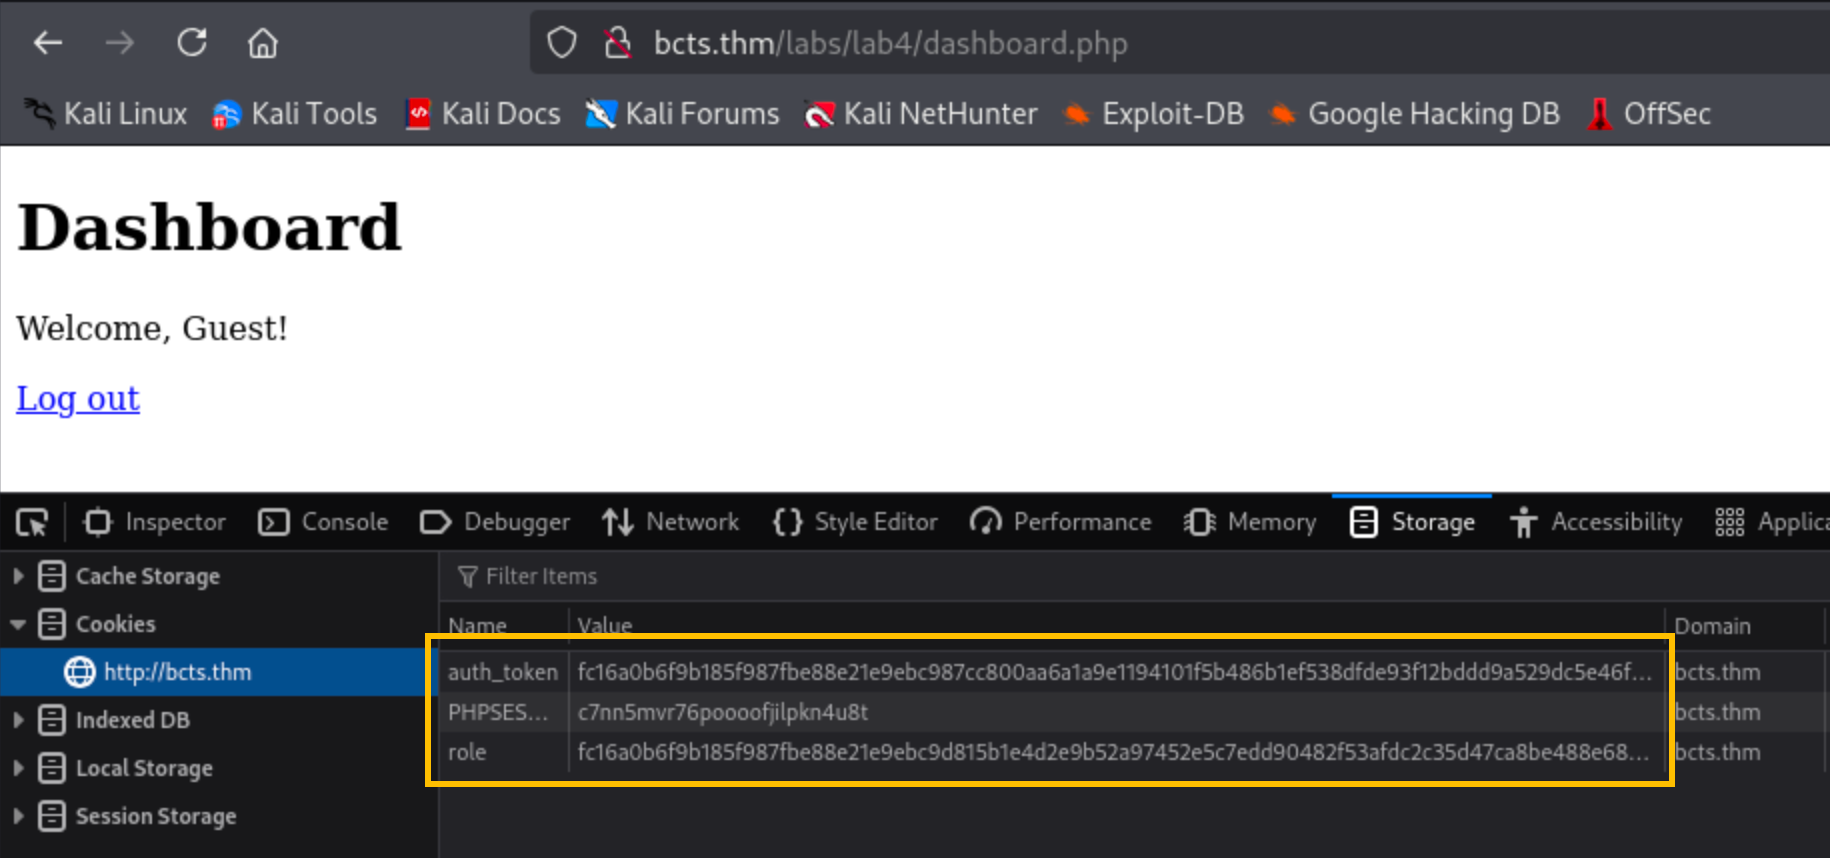 bcts.thm/labs/lab4/dashboard.php
Kali Linux Kali Tools Kali Docs Kali Forums Kali NetHunter Exploit-DB Google Hacking DB OffSec
Dashboard
Welcome, Guest!
Log out
Inspector Console Debugger Network Style Editor Performance Memory Storage Accessibility Applica
Cache Storage
Cookies
http://bcts.thm
Indexed DB
Local Storage
Session Storage
Filter Items
Name Value Domain
auth_token fc16a0b6f9b185f987fbe88e21e9ebc987cc800aa6a1a9e1194101f5b486b1ef538dfde93f12bddd9a529dc5e46f... bcts.thm
PHPSES... c7nn5mvr76poooofjilpkn4u8t bcts.thm
role fc16a0b6f9b185f987fbe88e21e9ebc9d815b1e4d2e9b52a97452e5c7edd90482f53afdc2c35d47ca8be488e68... bcts.thm